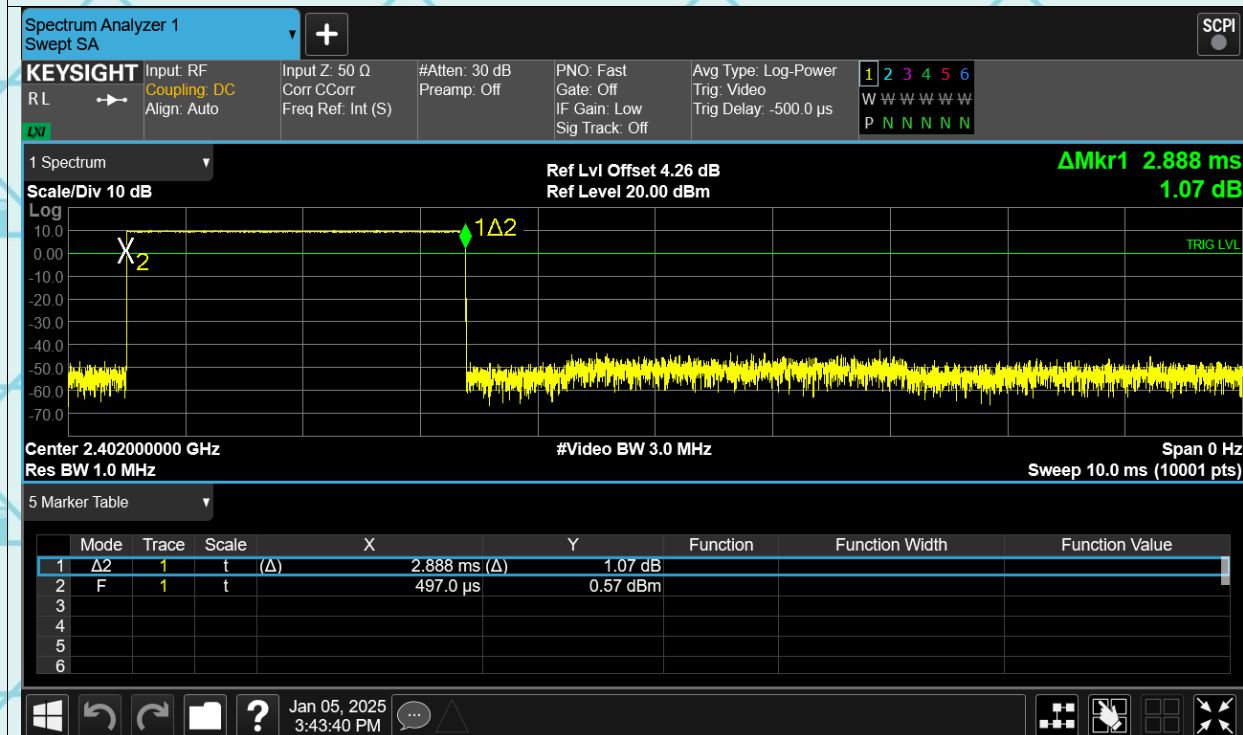 Spectrum Analyzer 1
Swept SA
+
SCPI
KEYSIGHT
RL
LXI
Input: RF
Coupling: DC
Align: Auto
Input Z: 50 Ω
Corr CCorr
Freq Ref: Int (S)
#Atten: 30 dB
Preamp: Off
PNO: Fast
Gate: Off
IF Gain: Low
Sig Track: Off
Avg Type: Log-Power
Trig: Video
Trig Delay: -500.0 µs
1 2 3 4 5 6
W W W W W W
P N N N N N
1 Spectrum
Scale/Div 10 dB
Ref Lvl Offset 4.26 dB
Ref Level 20.00 dBm
ΔMkr1 2.888 ms
1.07 dB
Log
10.0
0.00
-10.0
-20.0
-30.0
-40.0
-50.0
-60.0
-70.0
X2
1Δ2
TRIG LVL
Center 2.402000000 GHz
#Video BW 3.0 MHz
Span 0 Hz
Res BW 1.0 MHz
Sweep 10.0 ms (10001 pts)
5 Marker Table
Mode Trace Scale X Y Function Function Width Function Value
1 Δ2 1 t (Δ) 2.888 ms (Δ) 1.07 dB
2 F 1 t 497.0 µs 0.57 dBm
3
4
5
6
?
Jan 05, 2025
3:43:40 PM